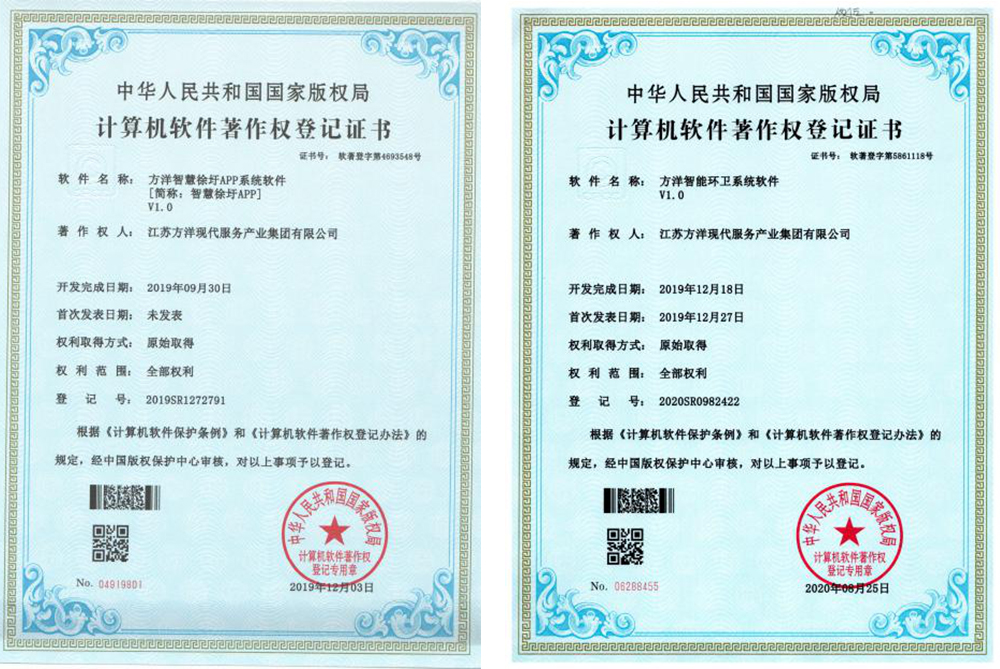 中华人民共和国国家版权局
计算机软件著作权登记证书
证书号： 软著登字第4693548号
软 件 名 称： 方洋智慧徐圩APP系统软件
[简称：智慧徐圩APP]
V1.0
著 作 权 人： 江苏方洋现代服务产业集团有限公司
开发完成日期： 2019年09月30日
首次发表日期： 未发表
权利取得方式： 原始取得
权 利 范 围： 全部权利
登 记 号： 2019SR1272791
根据《计算机软件保护条例》和《计算机软件著作权登记办法》的
规定，经中国版权保护中心审核，对以上事项予以登记。
中华人民共和国国家版权局
计算机软件著作权
登记专用章
No. 04919801
2019年12月03日
中华人民共和国国家版权局
计算机软件著作权登记证书
证书号： 软著登字第5861118号
软 件 名 称： 方洋智能环卫系统软件
V1.0
著 作 权 人： 江苏方洋现代服务产业集团有限公司
开发完成日期： 2019年12月18日
首次发表日期： 2019年12月27日
权利取得方式： 原始取得
权 利 范 围： 全部权利
登 记 号： 2020SR0982422
根据《计算机软件保护条例》和《计算机软件著作权登记办法》的
规定，经中国版权保护中心审核，对以上事项予以登记。
中华人民共和国国家版权局
计算机软件著作权
登记专用章
No. 06288455
2020年08月25日